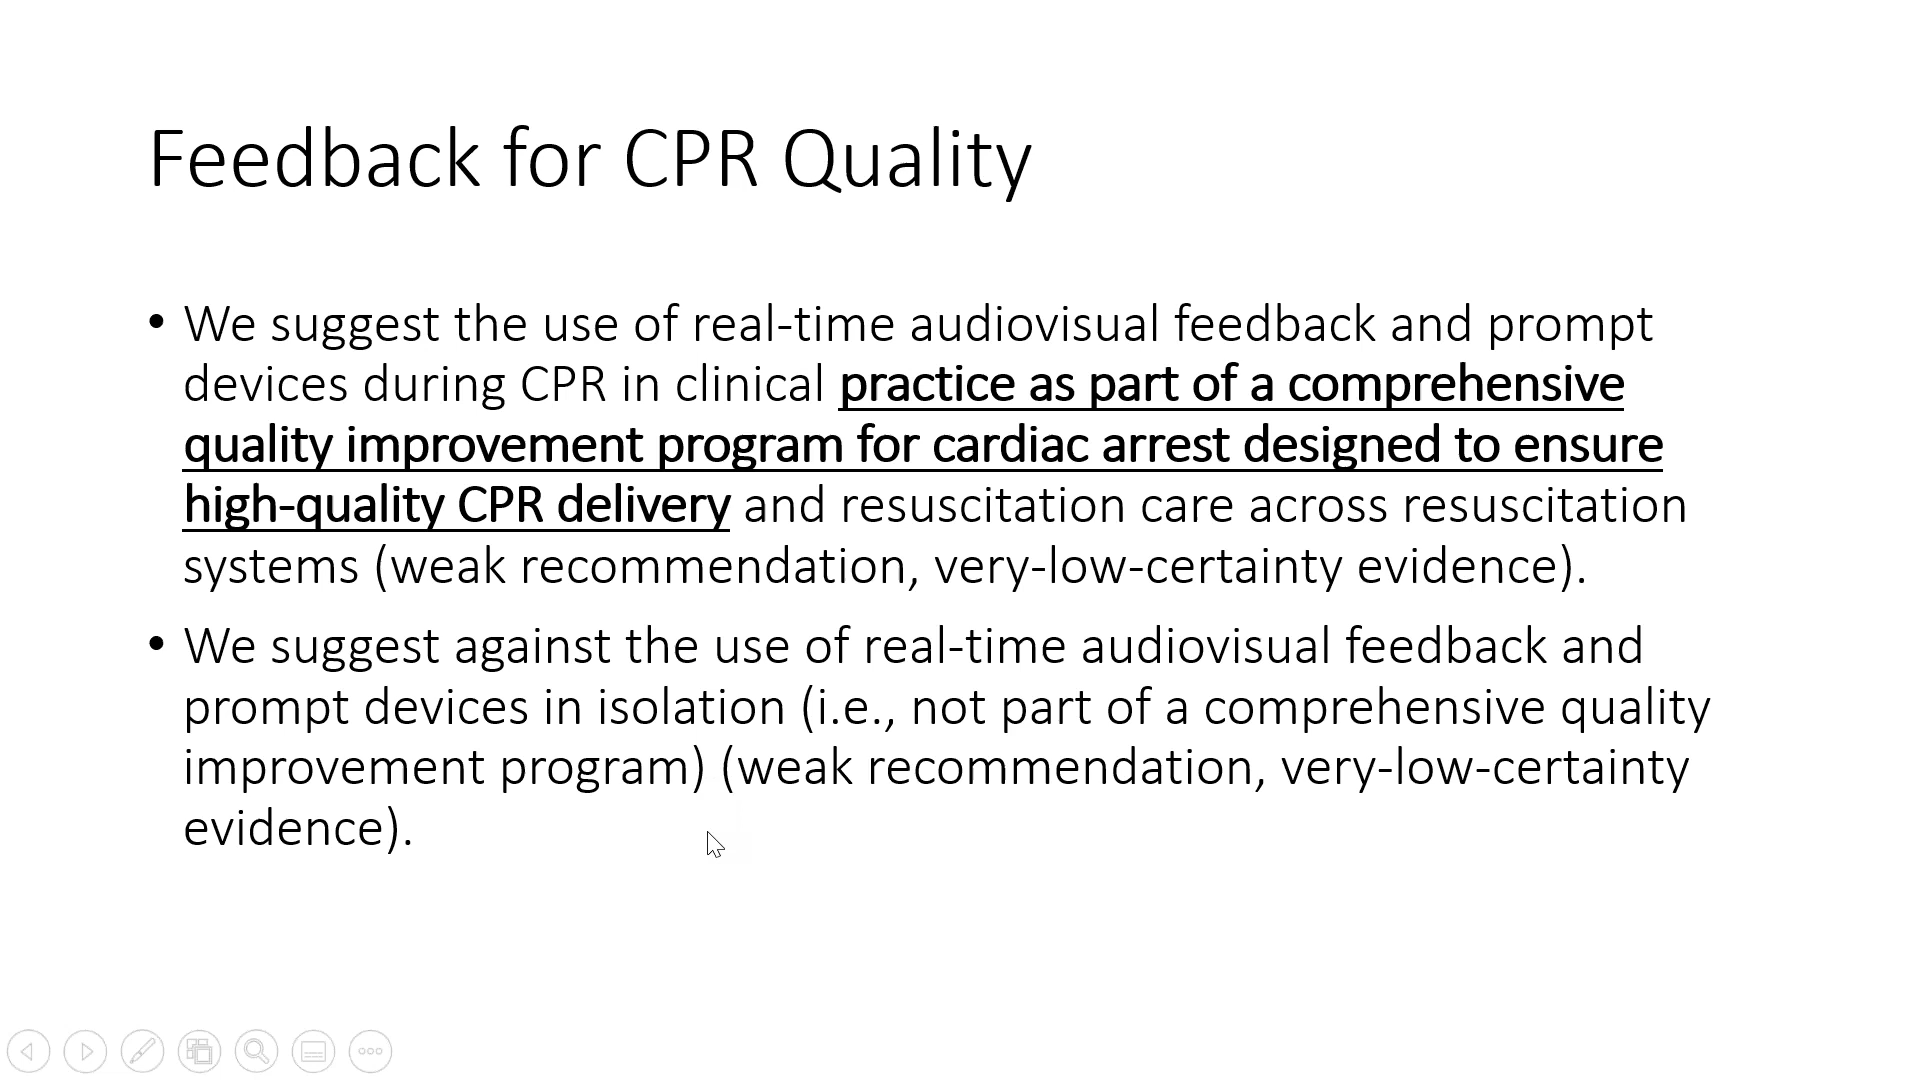 Feedback for CPR Quality
• We suggest the use of real-time audiovisual feedback and prompt
devices during CPR in clinical practice as part of a comprehensive
quality improvement program for cardiac arrest designed to ensure
high-quality CPR delivery and resuscitation care across resuscitation
systems (weak recommendation, very-low-certainty evidence).
• We suggest against the use of real-time audiovisual feedback and
prompt devices in isolation (i.e., not part of a comprehensive quality
improvement program) (weak recommendation, very-low-certainty
evidence).